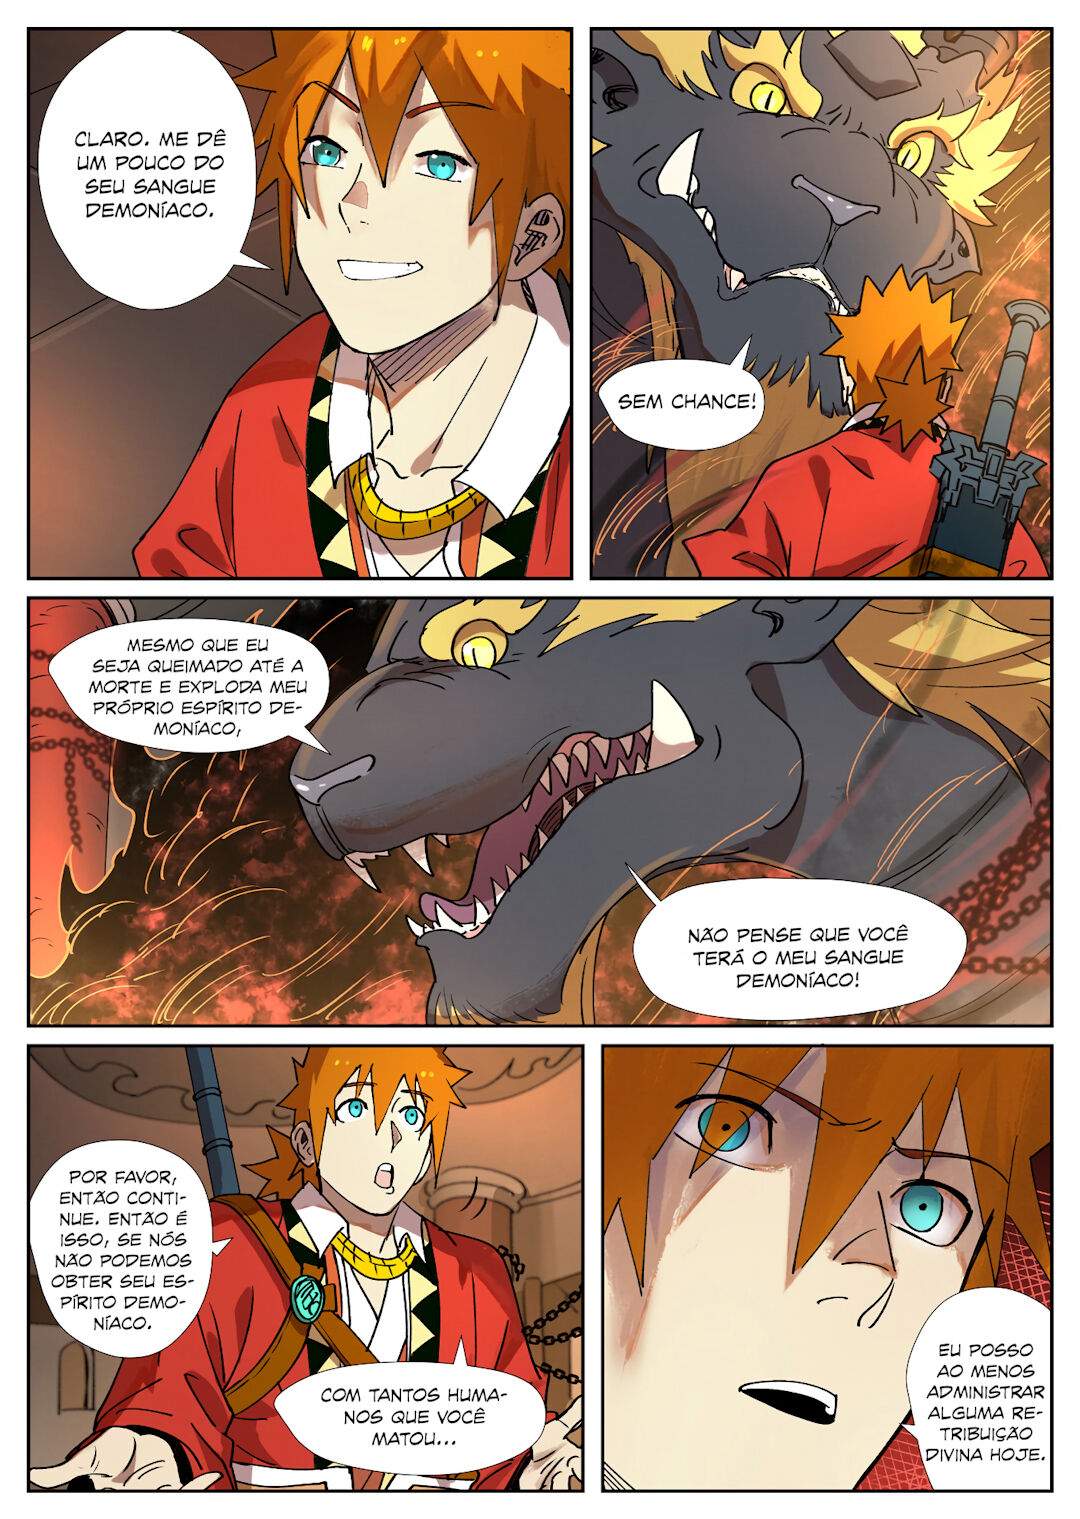 CLARO. ME DÊ
UM POUCO DO
SEU SANGUE
DEMONÍACO.
SEM CHANCE!
MESMO QUE EU
SEJA QUEIMADO ATÉ A
MORTE E EXPLODA MEU
PRÓPRIO ESPÍRITO DE-
MONÍACO,
NÃO PENSE QUE VOCÊ
TERÁ O MEU SANGUE
DEMONÍACO!
POR FAVOR,
ENTÃO CONTI-
NUE. ENTÃO É
ISSO, SE NÓS
NÃO PODEMOS
OBTER SEU ES-
PÍRITO DEMO-
NÍACO.
COM TANTOS HUMA-
NOS QUE VOCÊ
MATOU...
EU POSSO
AO MENOS
ADMINISTRAR
ALGUMA RE-
TRIBUIÇÃO
DIVINA HOJE.